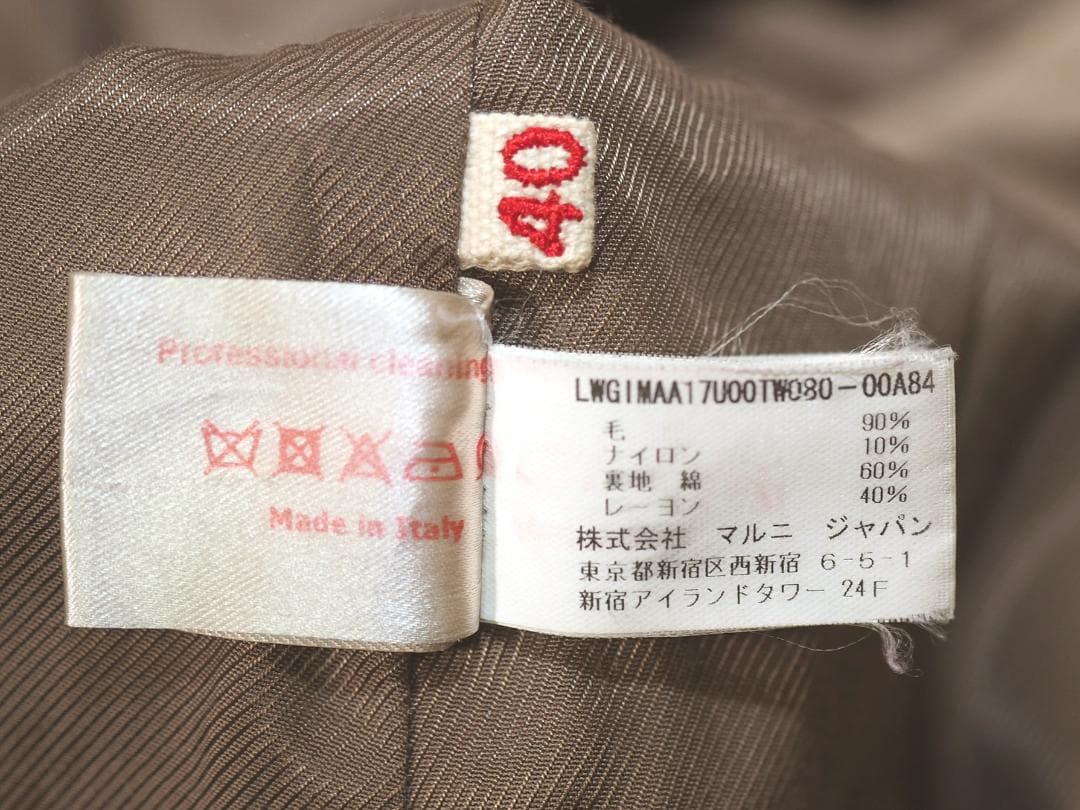 40
Professional cleaning
Made in Italy
LWGIMAA17U00TW080-00A84
毛 90%
ナイロン 10%
裏地 綿 60%
レーヨン 40%
株式会社 マルニ ジャパン
東京都新宿区西新宿 6-5-1
新宿アイランドタワー 24F